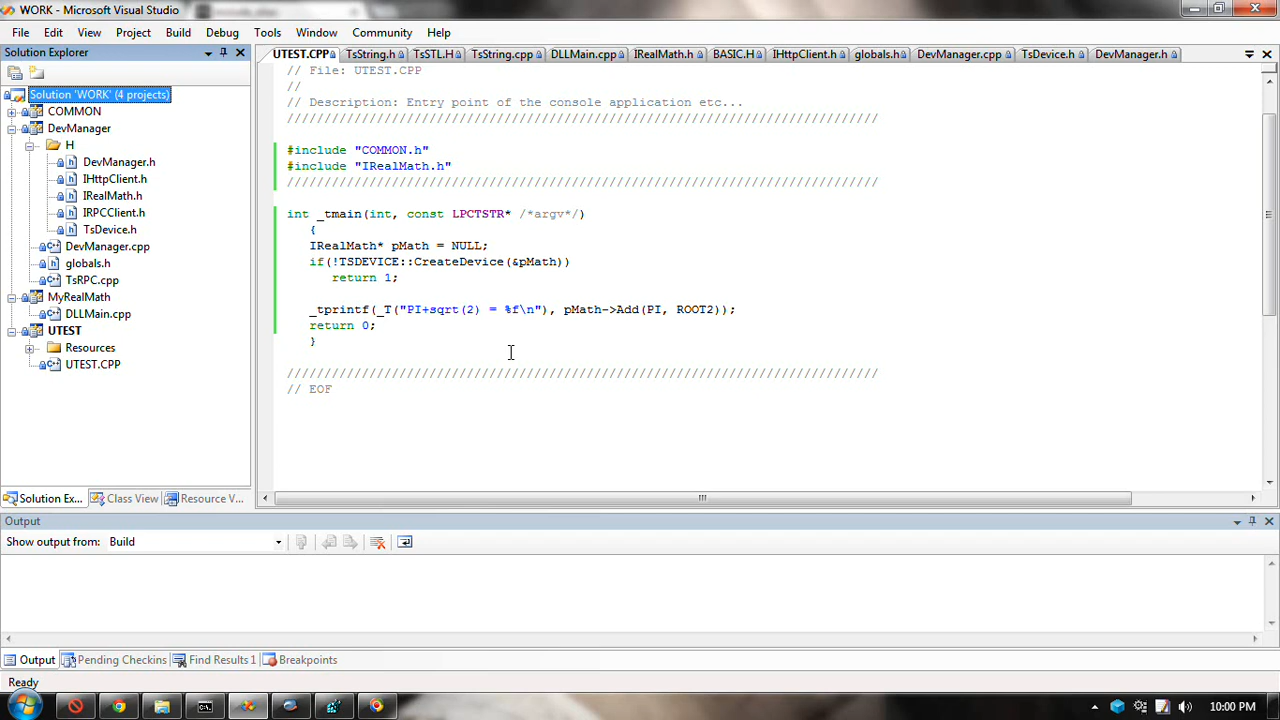 WORK - Microsoft Visual Studio
File Edit View Project Build Debug Tools Window Community Help
Solution Explorer
UTEST.CPP TsString.h TsSTL.H TsString.cpp DLLMain.cpp IRealMath.h BASIC.H IHttpClient.h globals.h DevManager.cpp TsDevice.h DevManager.h
Solution 'WORK' (4 projects)
COMMON
DevManager
H
DevManager.h
IHttpClient.h
IRealMath.h
IRPCClient.h
TsDevice.h
DevManager.cpp
globals.h
TsRPC.cpp
MyRealMath
DLLMain.cpp
UTEST
Resources
UTEST.CPP
Solution Ex... Class View Resource V...
// File: UTEST.CPP
//
// Description: Entry point of the console application etc...
///////////////////////////////////////////////////////////////////////////////
#include "COMMON.h"
#include "IRealMath.h"
///////////////////////////////////////////////////////////////////////////////
int _tmain(int, const LPCTSTR* /*argv*/)
{
IRealMath* pMath = NULL;
if(!TSDEVICE::CreateDevice(&pMath))
return 1;
_tprintf(_T("PI+sqrt(2) = %f\n"), pMath->Add(PI, ROOT2));
return 0;
}
///////////////////////////////////////////////////////////////////////////////
// EOF
Output
Show output from: Build
Output Pending Checkins Find Results 1 Breakpoints
Ready
10:00 PM